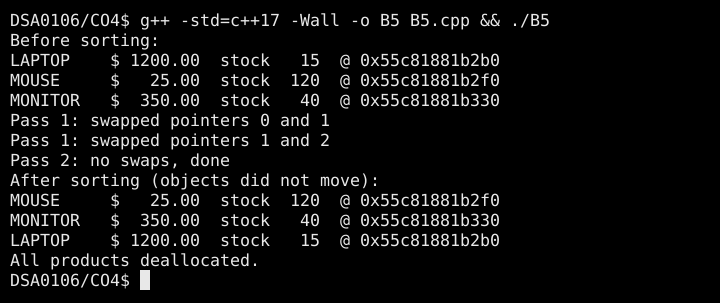 DSA0106/CO4$ g++ -std=c++17 -Wall -o B5 B5.cpp && ./B5
Before sorting:
LAPTOP    $ 1200.00  stock   15  @ 0x55c81881b2b0
MOUSE     $   25.00  stock  120  @ 0x55c81881b2f0
MONITOR   $  350.00  stock   40  @ 0x55c81881b330
Pass 1: swapped pointers 0 and 1
Pass 1: swapped pointers 1 and 2
Pass 2: no swaps, done
After sorting (objects did not move):
MOUSE     $   25.00  stock  120  @ 0x55c81881b2f0
MONITOR   $  350.00  stock   40  @ 0x55c81881b330
LAPTOP    $ 1200.00  stock   15  @ 0x55c81881b2b0
All products deallocated.
DSA0106/CO4$